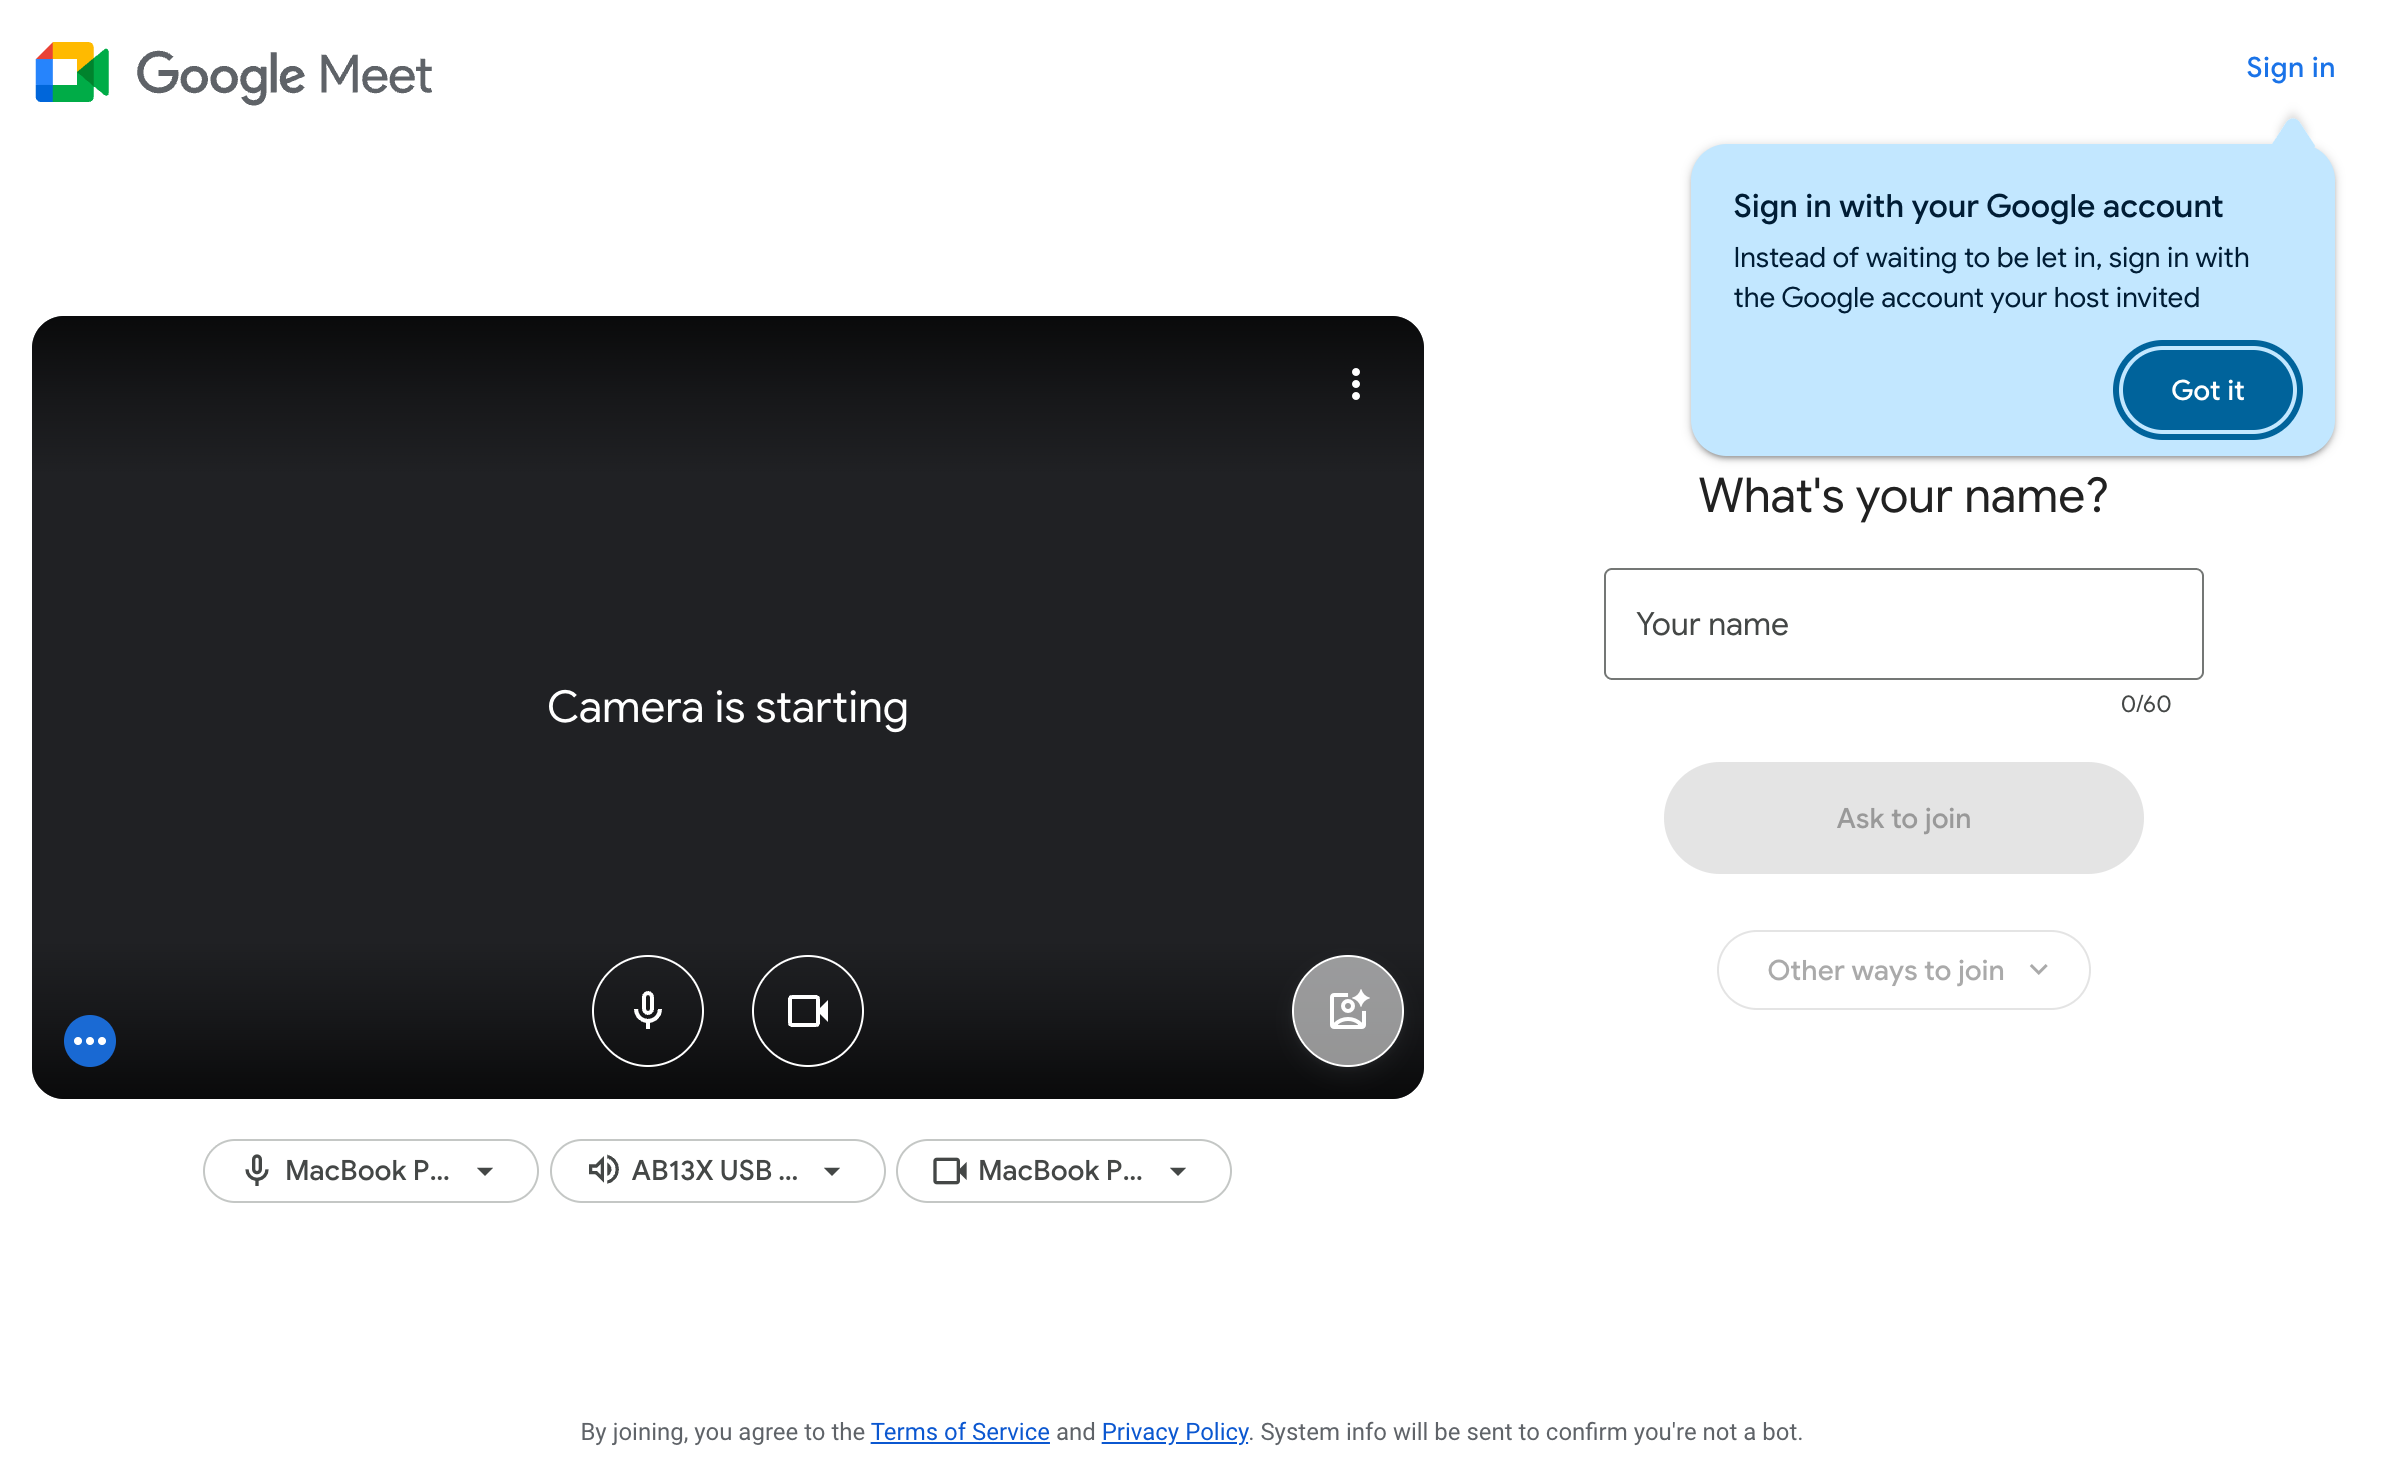 Google Meet
Sign in
Sign in with your Google account
Instead of waiting to be let in, sign in with
the Google account your host invited
Got it
What's your name?
Your name
0/60
Ask to join
Other ways to join
Camera is starting
MacBook P...
AB13X USB ...
MacBook P...
By joining, you agree to the Terms of Service and Privacy Policy. System info will be sent to confirm you're not a bot.